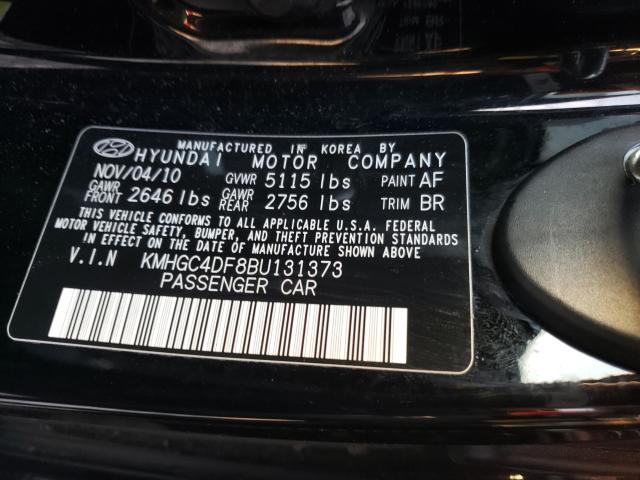 MANUFACTURED IN KOREA BY
HYUNDAI MOTOR COMPANY
NOV/04/10 GVWR 5115 lbs PAINT AF
GAWR FRONT 2646 lbs GAWR REAR 2756 lbs TRIM BR
THIS VEHICLE CONFORMS TO ALL APPLICABLE U.S.A. FEDERAL
MOTOR VEHICLE SAFETY, BUMPER, AND THEFT PREVENTION STANDARDS
IN EFFECT ON THE DATE OF MANUFACTURE SHOWN ABOVE.
V.I.N KMHGC4DF8BU131373
PASSENGER CAR